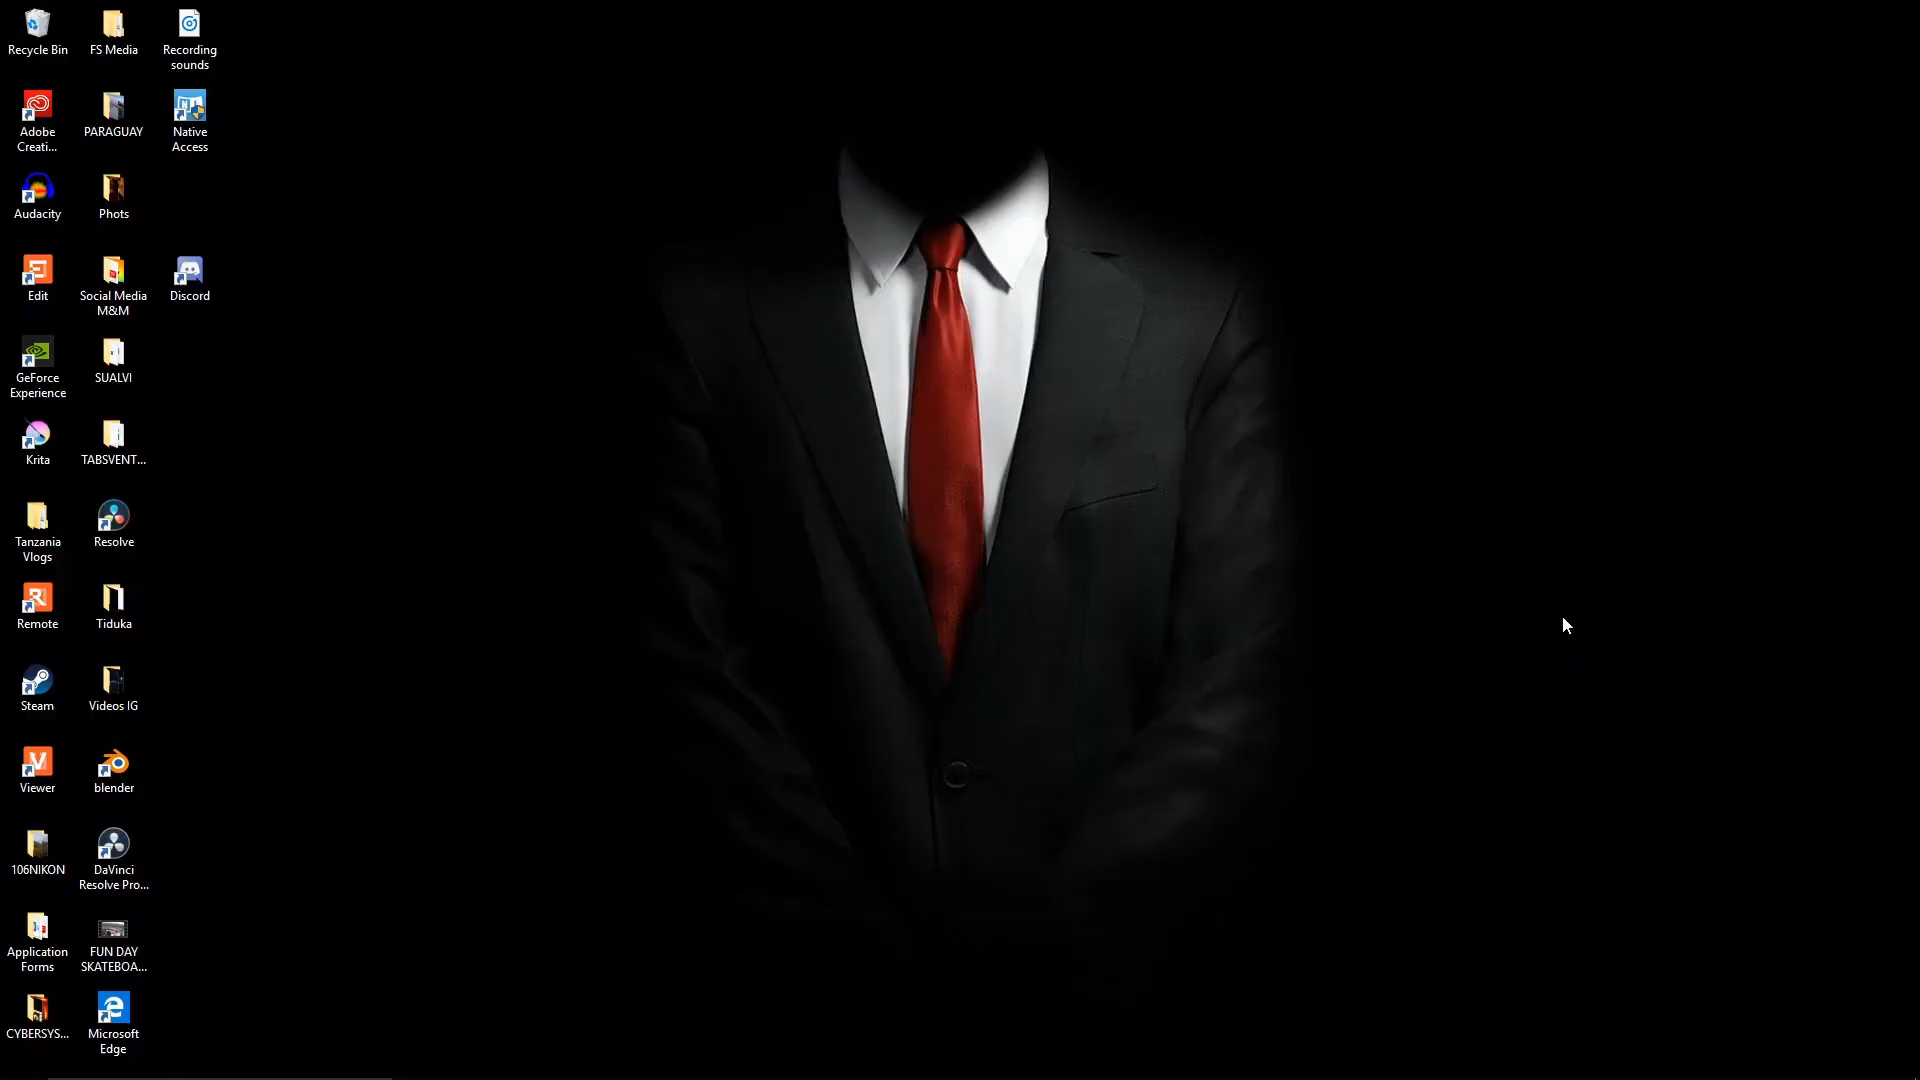 Recycle Bin
FS Media
Recording
sounds
Adobe
Creati...
PARAGUAY
Native
Access
Audacity
Phots
Edit
Social Media
M&M
Discord
GeForce
Experience
SUALVI
Krita
TABSVENT...
Tanzania
Vlogs
Resolve
Remote
Tiduka
Steam
Videos IG
Viewer
blender
106NIKON
DaVinci
Resolve Pro...
Application
Forms
FUN DAY
SKATEBOA...
CYBERSYS...
Microsoft
Edge